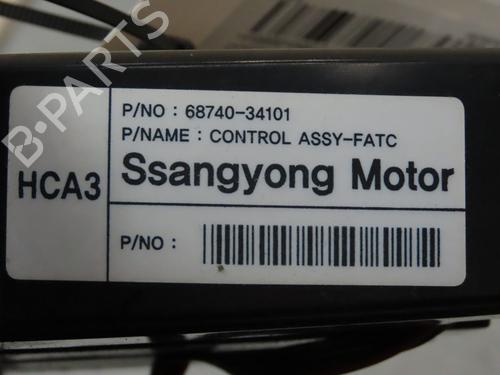 P/NO : 68740-34101
P/NAME : CONTROL ASSY-FATC
HCA3
Ssangyong Motor
P/NO :
B-PARTS